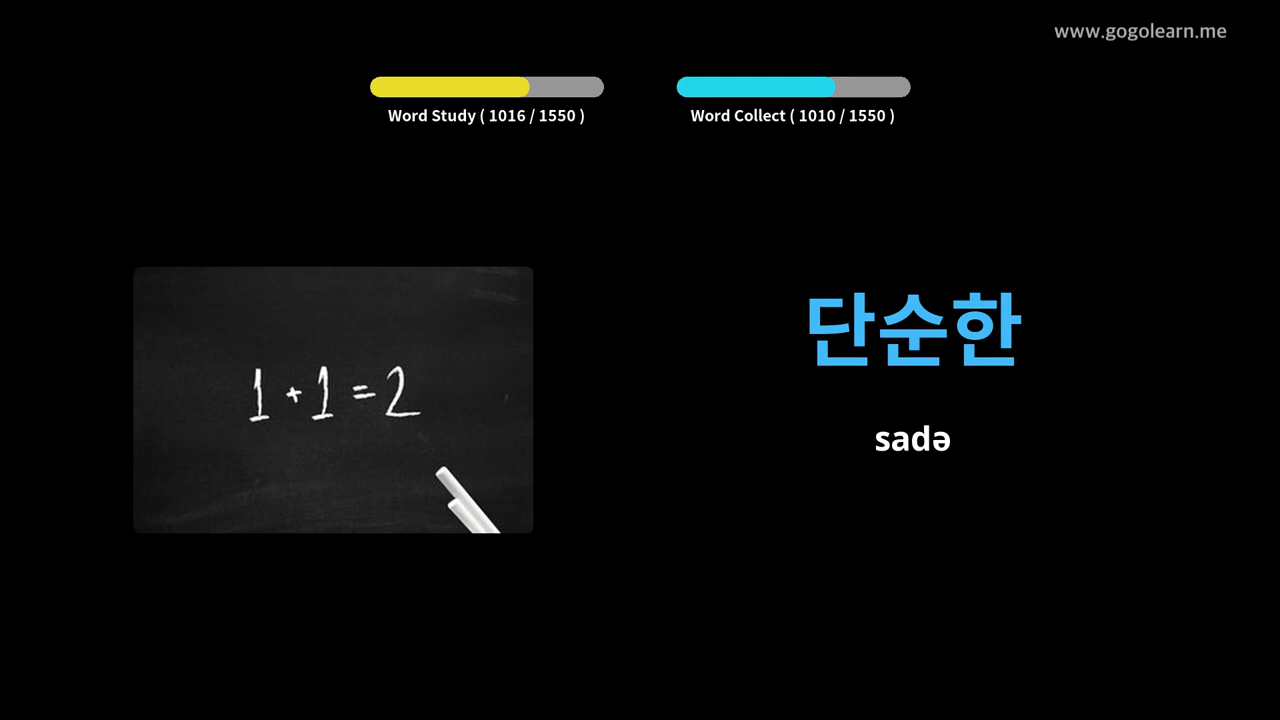 www.gogolearn.me
Word Study ( 1016 / 1550 )
Word Collect ( 1010 / 1550 )
1 + 1 = 2
단순한
sadə